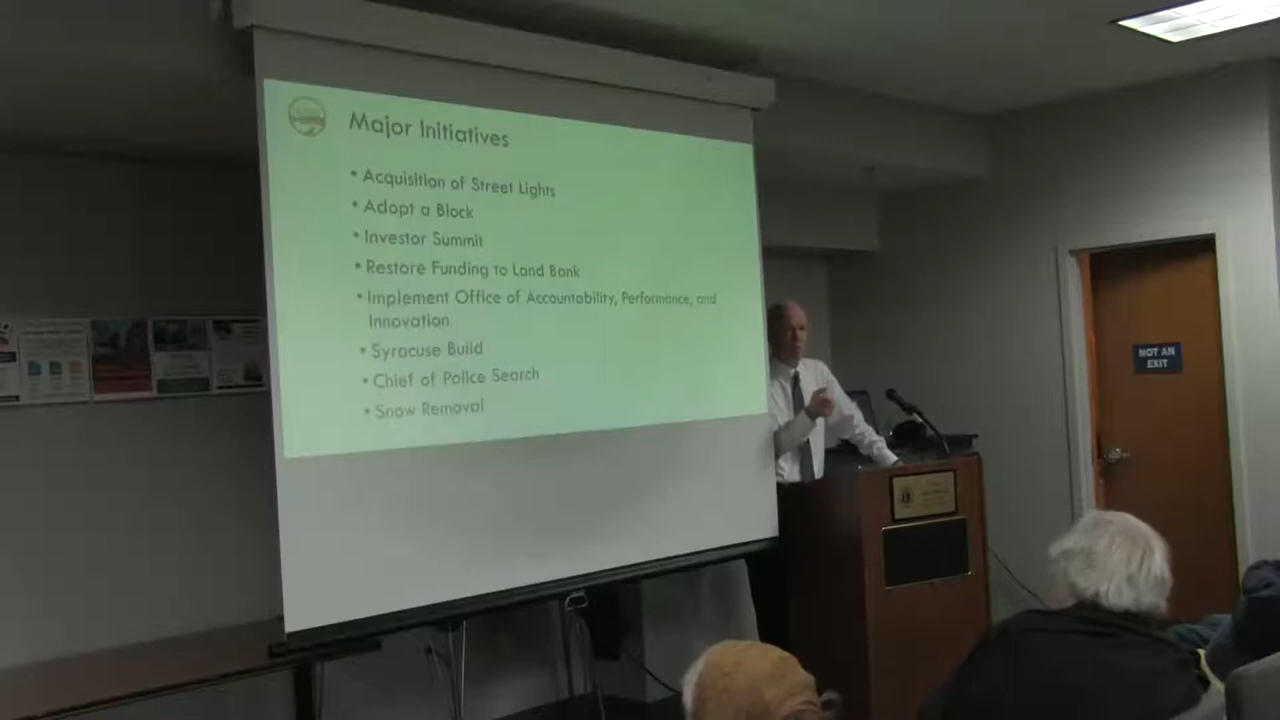 Major Initiatives
• Acquisition of Street Lights
• Adopt a Block
• Investor Summit
• Restore Funding to Land Bank
• Implement Office of Accountability, Performance, and
Innovation
• Syracuse Build
• Chief of Police Search
• Snow Removal
NOT AN
EXIT